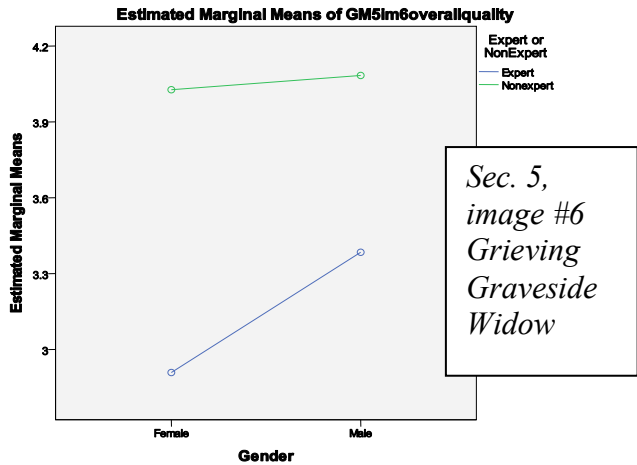 Estimated Marginal Means of GM5im6overallquality
Expert or
NonExpert
Expert
Nonexpert
Estimated Marginal Means
4.2
3.9
3.6
3.3
3
Female
Male
Gender
Sec. 5,
image #6
Grieving
Graveside
Widow